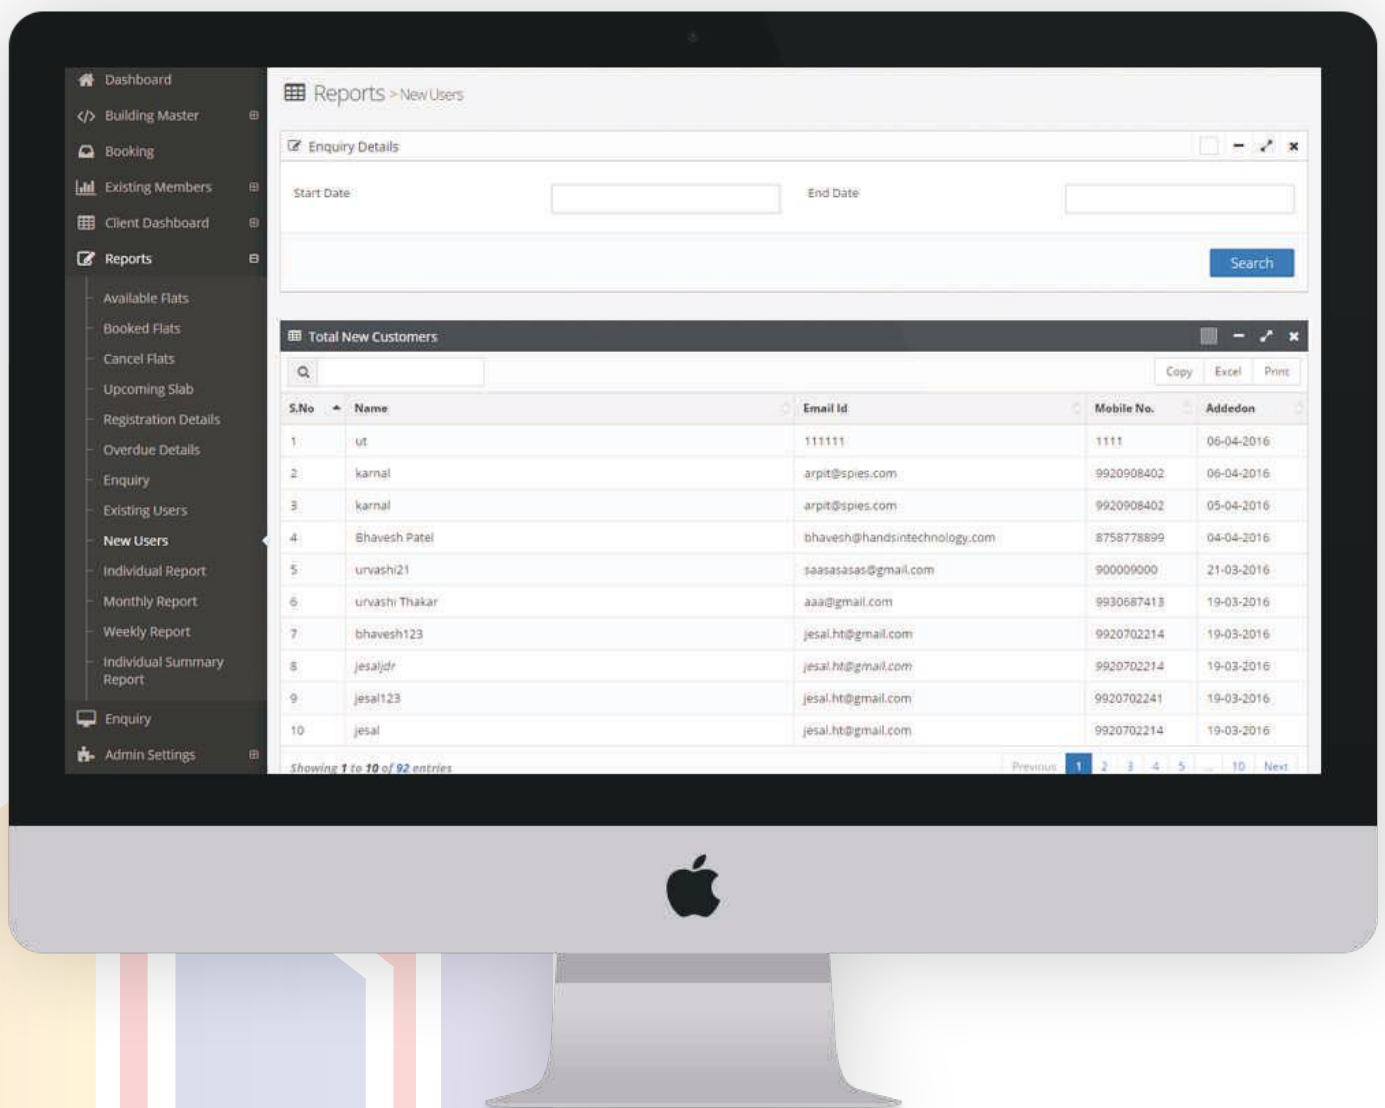 Dashboard
Building Master
Booking
Existing Members
Client Dashboard
Reports
Available Flats
Booked Flats
Cancel Flats
Upcoming Slab
Registration Details
Overdue Details
Enquiry
Existing Users
New Users
Individual Report
Monthly Report
Weekly Report
Individual Summary
Report
Enquiry
Admin Settings
Reports > New Users
Enquiry Details
Start Date End Date
Search
Total New Customers
Copy Excel Print
S.No Name Email Id Mobile No. Addedon
1 ut 111111 1111 06-04-2016
2 karnal arpit@spies.com 9920908402 06-04-2016
3 karnal arpit@spies.com 9920908402 05-04-2016
4 Bhavesh Patel bhavesh@handsintechnology.com 8758778899 04-04-2016
5 urvashi21 saasasasas@gmail.com 900009000 21-03-2016
6 urvashi Thakar aaa@gmail.com 9930687413 19-03-2016
7 bhavesh123 jesal.ht@gmail.com 9920702214 19-03-2016
8 jesaljdr jesal.ht@gmail.com 9920702214 19-03-2016
9 jesal123 jesal.ht@gmail.com 9920702241 19-03-2016
10 jesal jesal.ht@gmail.com 9920702214 19-03-2016
Showing 1 to 10 of 92 entries Previous 1 2 3 4 5 ... 10 Next